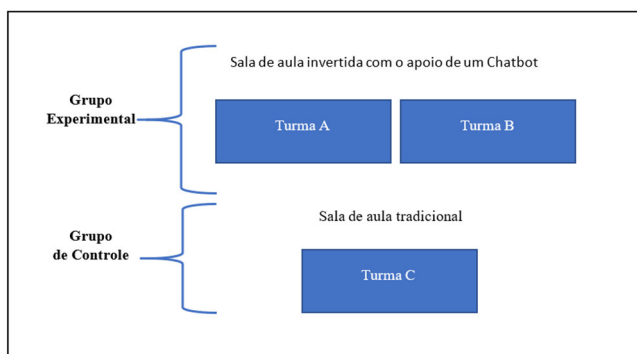 Sala de aula invertida com o apoio de um Chatbot
Grupo
Experimental
Turma A
Turma B
Sala de aula tradicional
Grupo
de Controle
Turma C